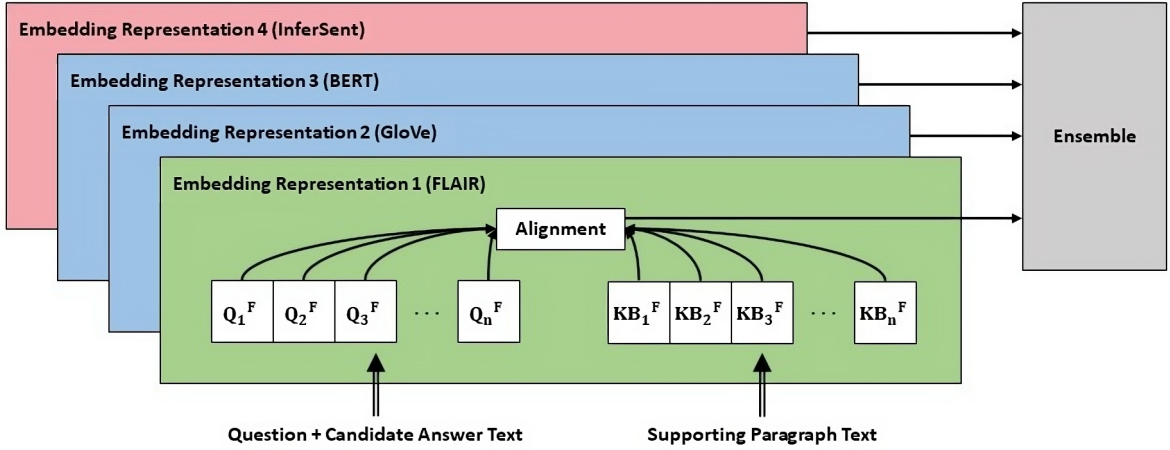 Embedding Representation 4 (InferSent)
Embedding Representation 3 (BERT)
Embedding Representation 2 (GloVe)
Ensemble
Embedding Representation 1 (FLAIR)
Alignment
Q₁ᶠ Q₂ᶠ Q₃ᶠ ... Qₙᶠ KB₁ᶠ KB₂ᶠ KB₃ᶠ ... KBₙᶠ
Question + Candidate Answer Text Supporting Paragraph Text